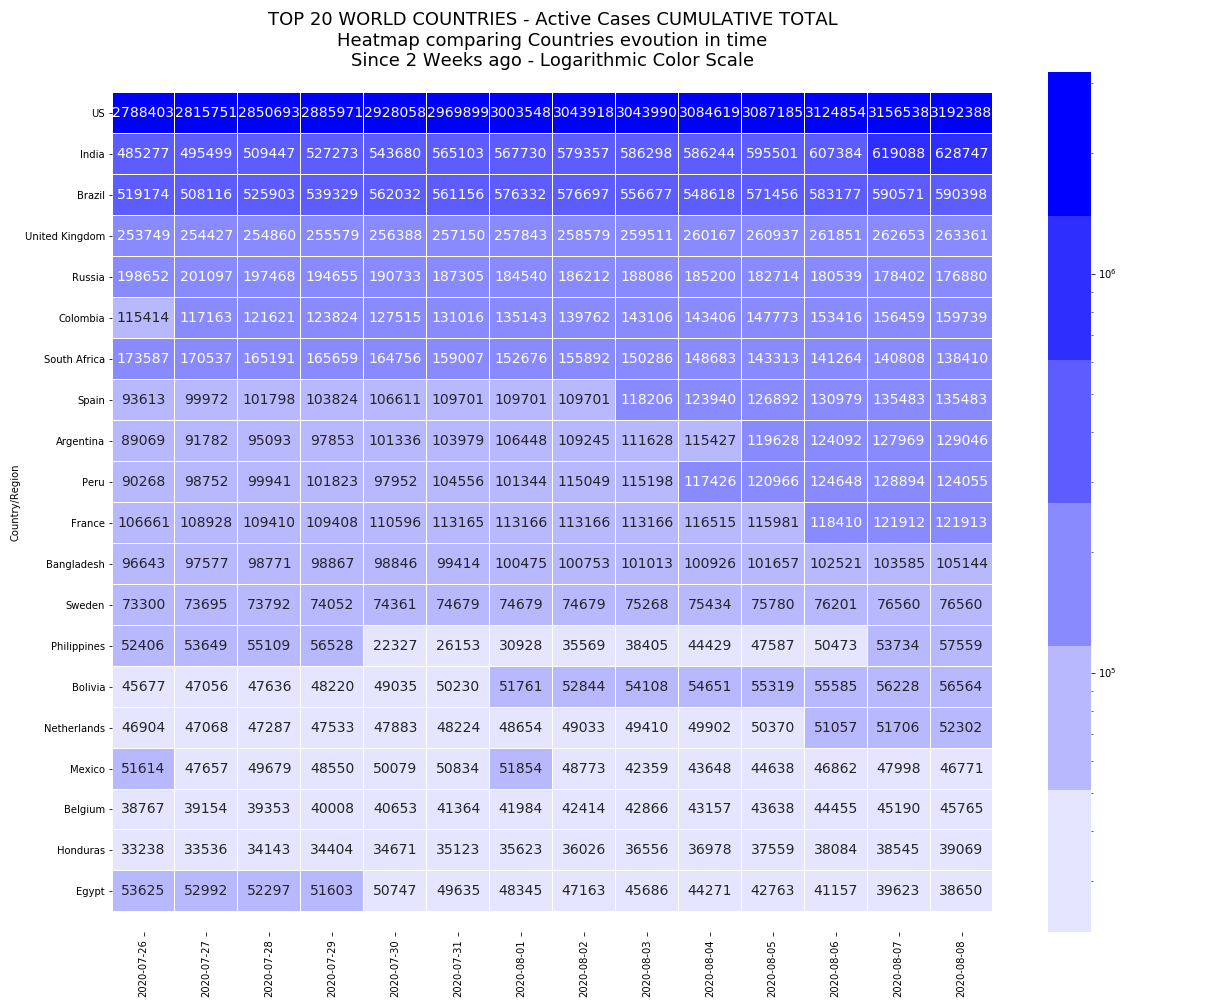 TOP 20 WORLD COUNTRIES - Active Cases CUMULATIVE TOTAL
Heatmap comparing Countries evoution in time
Since 2 Weeks ago - Logarithmic Color Scale
US 2788403 2815751 2850693 2885971 2928058 2969899 3003548 3043918 3043990 3084619 3087185 3124854 3156538 3192388
India 485277 495499 509447 527273 543680 565103 567730 579357 586298 586244 595501 607384 619088 628747
Brazil 519174 508116 525903 539329 562032 561156 576332 576697 556677 548618 571456 583177 590571 590398
United Kingdom 253749 254427 254860 255579 256388 257150 257843 258579 259511 260167 260937 261851 262653 263361
Russia 198652 201097 197468 194655 190733 187305 184540 186212 188086 185200 182714 180539 178402 176880
Colombia 115414 117163 121621 123824 127515 131016 135143 139762 143106 143406 147773 153416 156459 159739
South Africa 173587 170537 165191 165659 164756 159007 152676 155892 150286 148683 143313 141264 140808 138410
Spain 93613 99972 101798 103824 106611 109701 109701 109701 118206 123940 126892 130979 135483 135483
Argentina 89069 91782 95093 97853 101336 103979 106448 109245 111628 115427 119628 124092 127969 129046
Peru 90268 98752 99941 101823 97952 104556 101344 115049 115198 117426 120966 124648 128894 124055
France 106661 108928 109410 109408 110596 113165 113166 113166 113166 116515 115981 118410 121912 121913
Bangladesh 96643 97577 98771 98867 98846 99414 100475 100753 101013 100926 101657 102521 103585 105144
Sweden 73300 73695 73792 74052 74361 74679 74679 74679 75268 75434 75780 76201 76560 76560
Philippines 52406 53649 55109 56528 22327 26153 30928 35569 38405 44429 47587 50473 53734 57559
Bolivia 45677 47056 47636 48220 49035 50230 51761 52844 54108 54651 55319 55585 56228 56564
Netherlands 46904 47068 47287 47533 47883 48224 48654 49033 49410 49902 50370 51057 51706 52302
Mexico 51614 47657 49679 48550 50079 50834 51854 48773 42359 43648 44638 46862 47998 46771
Belgium 38767 39154 39353 40008 40653 41364 41984 42414 42866 43157 43638 44455 45190 45765
Honduras 33238 33536 34143 34404 34671 35123 35623 36026 36556 36978 37559 38084 38545 39069
Egypt 53625 52992 52297 51603 50747 49635 48345 47163 45686 44271 42763 41157 39623 38650
2020-07-26 2020-07-27 2020-07-28 2020-07-29 2020-07-30 2020-07-31 2020-08-01 2020-08-02 2020-08-03 2020-08-04 2020-08-05 2020-08-06 2020-08-07 2020-08-08
Country/Region
10⁶
10⁵